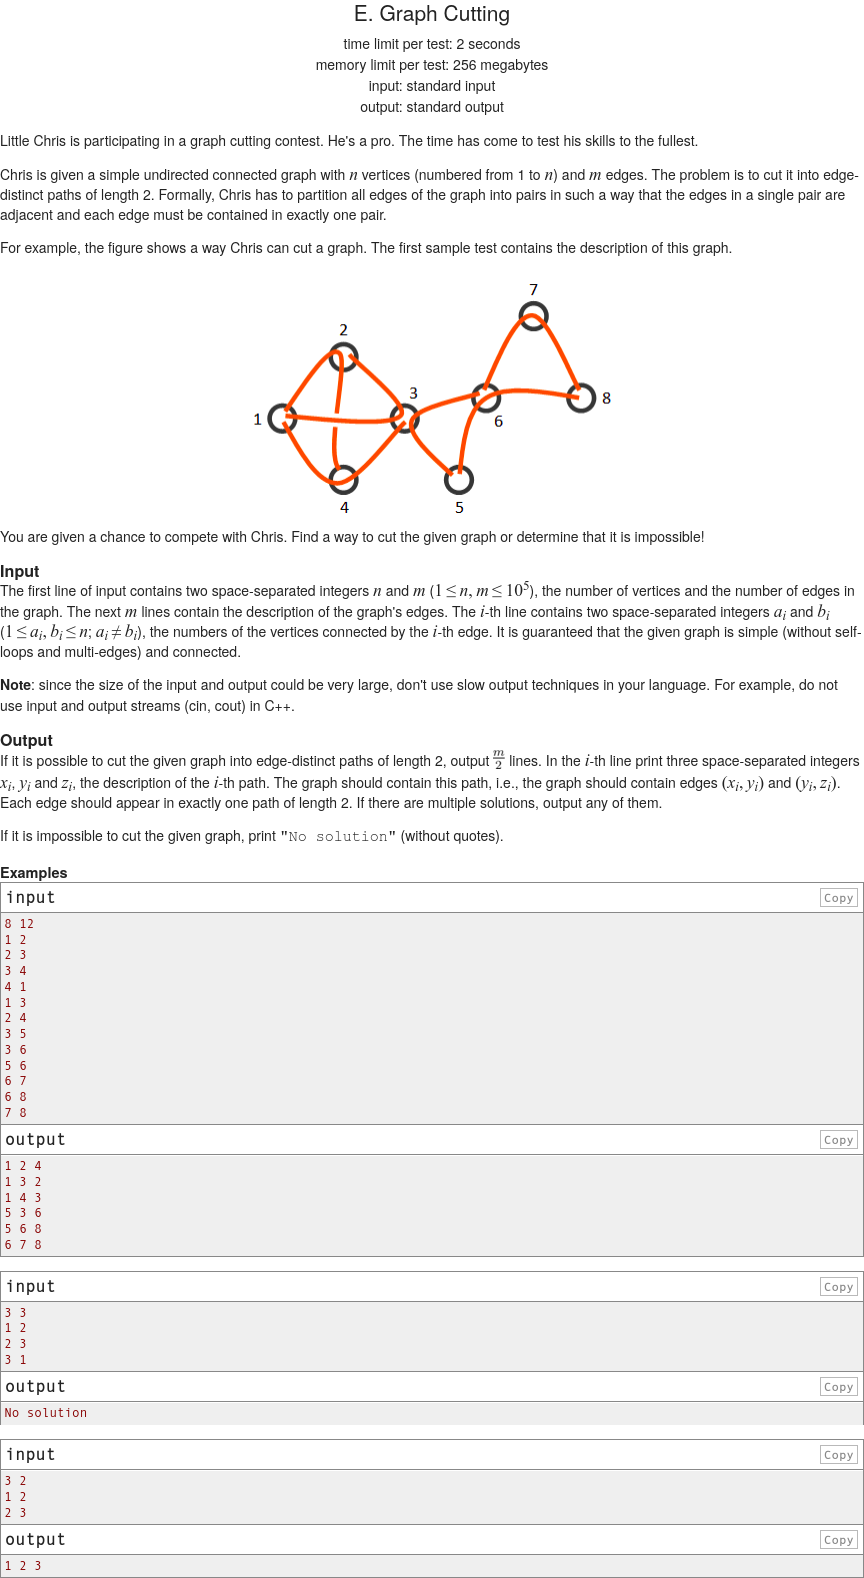 E. Graph Cutting
time limit per test: 2 seconds
memory limit per test: 256 megabytes
input: standard input
output: standard output
Little Chris is participating in a graph cutting contest. He's a pro. The time has come to test his skills to the fullest.
Chris is given a simple undirected connected graph with n vertices (numbered from 1 to n) and m edges. The problem is to cut it into edge-
distinct paths of length 2. Formally, Chris has to partition all edges of the graph into pairs in such a way that the edges in a single pair are
adjacent and each edge must be contained in exactly one pair.
For example, the figure shows a way Chris can cut a graph. The first sample test contains the description of this graph.
7
2
3
8
1
6
4
5
You are given a chance to compete with Chris. Find a way to cut the given graph or determine that it is impossible!
Input
The first line of input contains two space-separated integers n and m (1 ≤ n, m ≤ 10⁵), the number of vertices and the number of edges in
the graph. The next m lines contain the description of the graph's edges. The i-th line contains two space-separated integers aᵢ and bᵢ
(1 ≤ aᵢ, bᵢ ≤ n; aᵢ ≠ bᵢ), the numbers of the vertices connected by the i-th edge. It is guaranteed that the given graph is simple (without self-
loops and multi-edges) and connected.
Note: since the size of the input and output could be very large, don't use slow output techniques in your language. For example, do not
use input and output streams (cin, cout) in C++.
Output
If it is possible to cut the given graph into edge-distinct paths of length 2, output m/2 lines. In the i-th line print three space-separated integers
xᵢ, yᵢ and zᵢ, the description of the i-th path. The graph should contain this path, i.e., the graph should contain edges (xᵢ, yᵢ) and (yᵢ, zᵢ).
Each edge should appear in exactly one path of length 2. If there are multiple solutions, output any of them.
If it is impossible to cut the given graph, print "No solution" (without quotes).
Examples
input Copy
8 12
1 2
2 3
3 4
4 1
1 3
2 4
3 5
3 6
5 6
6 7
6 8
7 8
output Copy
1 2 4
1 3 2
1 4 3
5 3 6
5 6 8
6 7 8
input Copy
3 3
1 2
2 3
3 1
output Copy
No solution
input Copy
3 2
1 2
2 3
output Copy
1 2 3